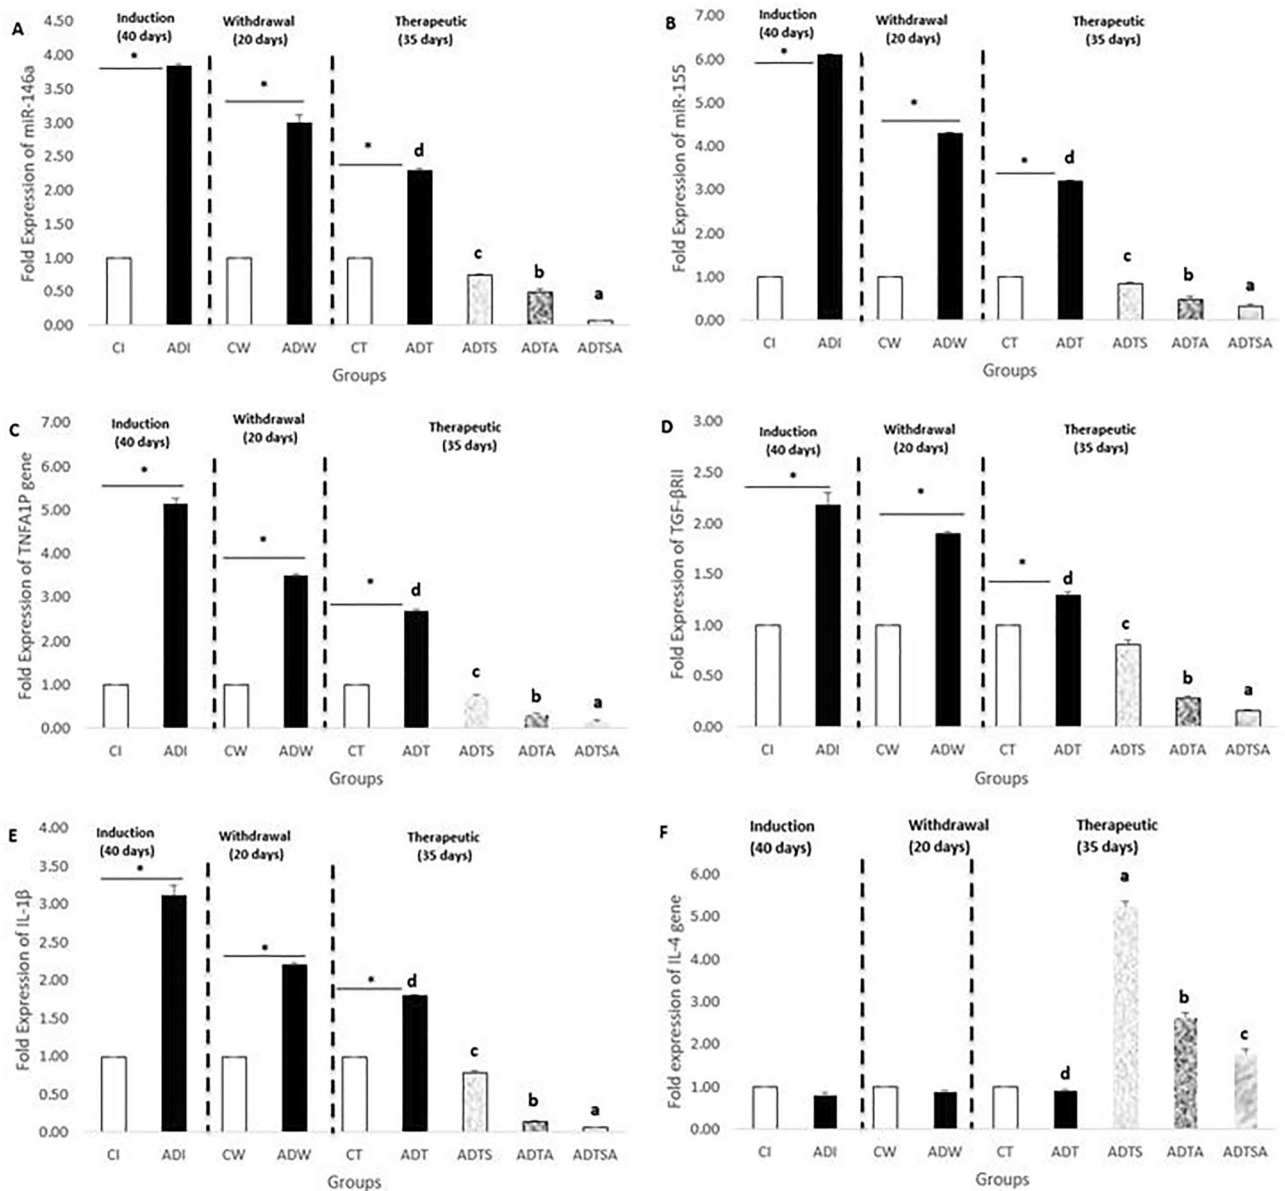 A
Induction
(40 days)
Withdrawal
(20 days)
Therapeutic
(35 days)
Fold Expression of miR-146a
4.50
4.00
3.50
3.00
2.50
2.00
1.50
1.00
0.50
0.00
*
*
*
d
c
b
a
CI ADI CW ADW CT ADT ADTS ADTA ADTSA
Groups
B
Induction
(40 days)
Withdrawal
(20 days)
Therapeutic
(35 days)
Fold Expression of miR-155
7.00
6.00
5.00
4.00
3.00
2.00
1.00
0.00
*
*
*
d
c
b
a
CI ADI CW ADW CT ADT ADTS ADTA ADTSA
Groups
C
Induction
(40 days)
Withdrawal
(20 days)
Therapeutic
(35 days)
Fold Expression of TNFA1P gene
7.00
6.00
5.00
4.00
3.00
2.00
1.00
0.00
*
*
*
d
c
b
a
CI ADI CW ADW CT ADT ADTS ADTA ADTSA
Groups
D
Induction
(40 days)
Withdrawal
(20 days)
Therapeutic
(35 days)
Fold Expression of TGF-βRII
3.00
2.50
2.00
1.50
1.00
0.50
0.00
*
*
*
d
c
b
a
CI ADI CW ADW CT ADT ADTS ADTA ADTSA
Groups
E
Induction
(40 days)
Withdrawal
(20 days)
Therapeutic
(35 days)
Fold Expression of IL-1β
4.00
3.50
3.00
2.50
2.00
1.50
1.00
0.50
0.00
*
*
*
d
c
b
a
CI ADI CW ADW CT ADT ADTS ADTA ADTSA
Groups
F
Induction
(40 days)
Withdrawal
(20 days)
Therapeutic
(35 days)
Fold expression of IL-4 gene
6.00
5.00
4.00
3.00
2.00
1.00
0.00
d
a
b
c
CI ADI CW ADW CT ADT ADTS ADTA ADTSA
Groups